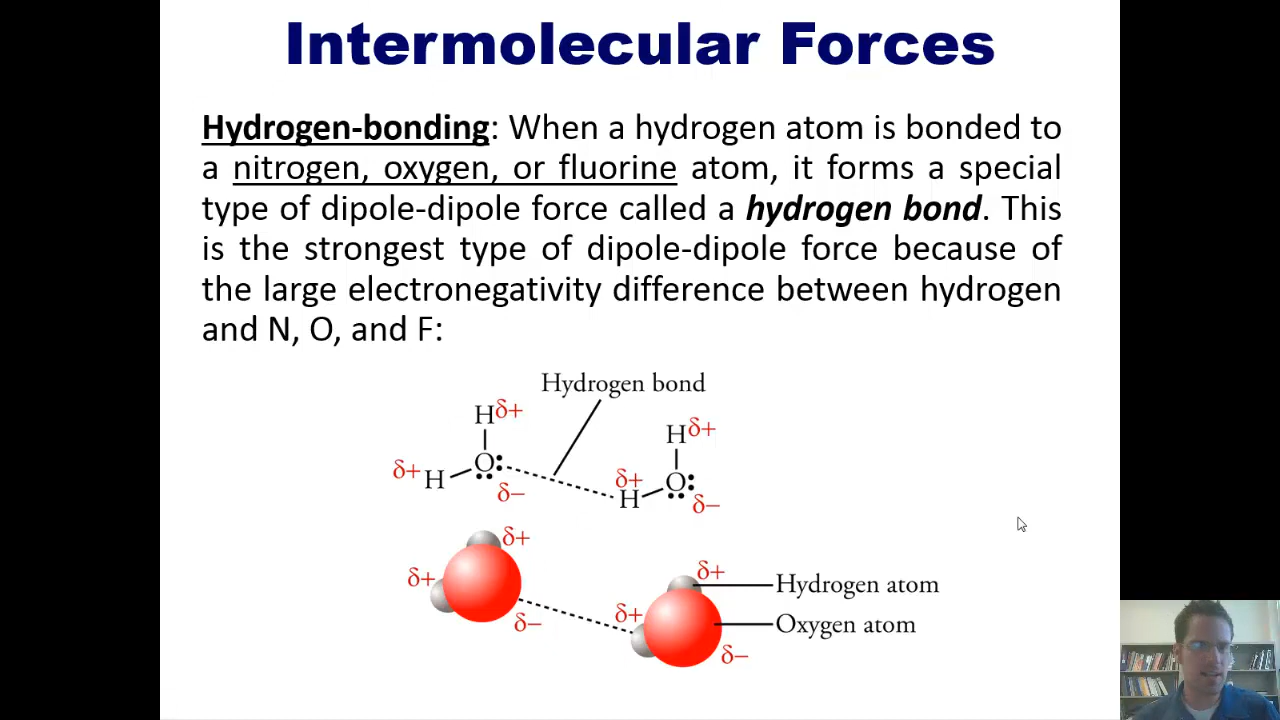 Intermolecular Forces
Hydrogen-bonding: When a hydrogen atom is bonded to
a nitrogen, oxygen, or fluorine atom, it forms a special
type of dipole-dipole force called a hydrogen bond. This
is the strongest type of dipole-dipole force because of
the large electronegativity difference between hydrogen
and N, O, and F:
Hydrogen bond
H δ+
H δ+
δ+ H
O
δ−
δ+
H
O
δ−
δ+
δ+
δ−
δ+
Hydrogen atom
δ+
Oxygen atom
δ−